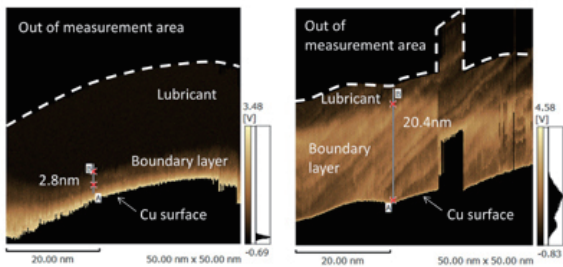 Out of measurement area
Lubricant
Boundary layer
2.8nm
A
Cu surface
3.48
[V]
-0.69
20.00 nm
50.00 nm x 50.00 nm
Out of
measurement area
Lubricant
20.4nm
Boundary
layer
A
Cu surface
4.58
[V]
-0.83
20.00 nm
50.00 nm x 50.00 nm